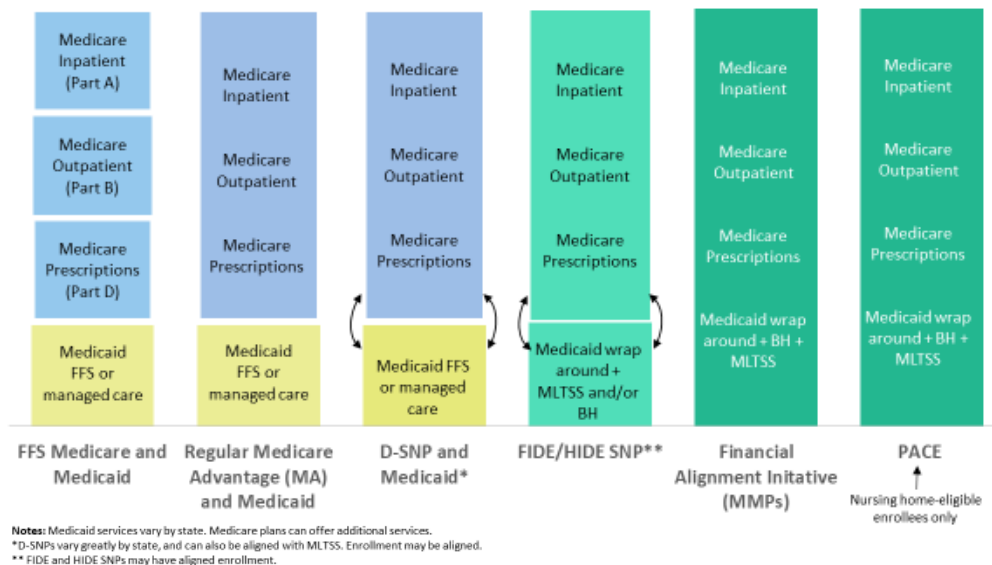 Medicare
Inpatient
(Part A)
Medicare
Outpatient
(Part B)
Medicare
Prescriptions
(Part D)
Medicaid
FFS or
managed care
FFS Medicare and
Medicaid
Medicare
Inpatient
Medicare
Outpatient
Medicare
Prescriptions
Medicaid
FFS or
managed care
Regular Medicare
Advantage (MA)
and Medicaid
Medicare
Inpatient
Medicare
Outpatient
Medicare
Prescriptions
Medicaid FFS
or managed
care
D-SNP and
Medicaid*
Medicare
Inpatient
Medicare
Outpatient
Medicare
Prescriptions
Medicaid wrap
around +
MLTSS and/or
BH
FIDE/HIDE SNP**
Medicare
Inpatient
Medicare
Outpatient
Medicare
Prescriptions
Medicaid wrap
around + BH +
MLTSS
Financial
Alignment Initative
(MMPs)
Medicare
Inpatient
Medicare
Outpatient
Medicare
Prescriptions
Medicaid wrap
around + BH +
MLTSS
PACE
Nursing home-eligible
enrollees only
Notes: Medicaid services vary by state. Medicare plans can offer additional services.
*D-SNPs vary greatly by state, and can also be aligned with MLTSS. Enrollment may be aligned.
** FIDE and HIDE SNPs may have aligned enrollment.